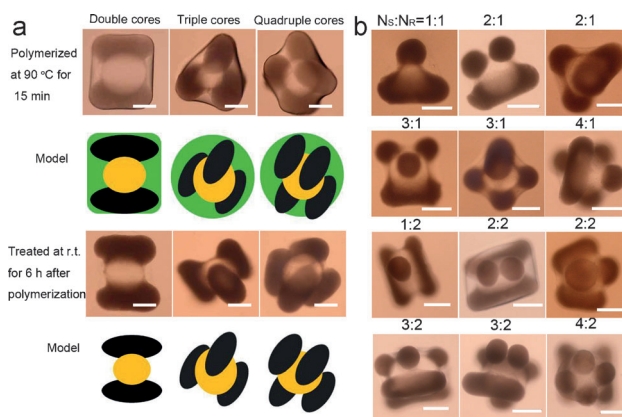 a
Double cores Triple cores Quadruple cores
Polymerized
at 90 °C for
15 min
Model
Treated at r.t.
for 6 h after
polymerization
Model
b
N_S:N_R=1:1 2:1 2:1
3:1 3:1 4:1
1:2 2:2 2:2
3:2 3:2 4:2